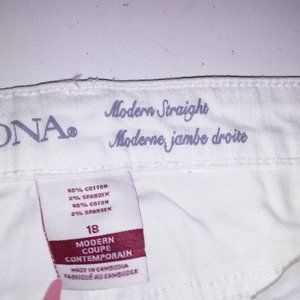 ONA®
Modern Straight
Moderne, jambe droite
98% COTTON
2% SPANDEX
98% COTON
2% SPANDEX
18
MODERN
COUPE
CONTEMPORAIN
MADE IN CAMBODIA
FABRIQUÉ AU CAMBODGE